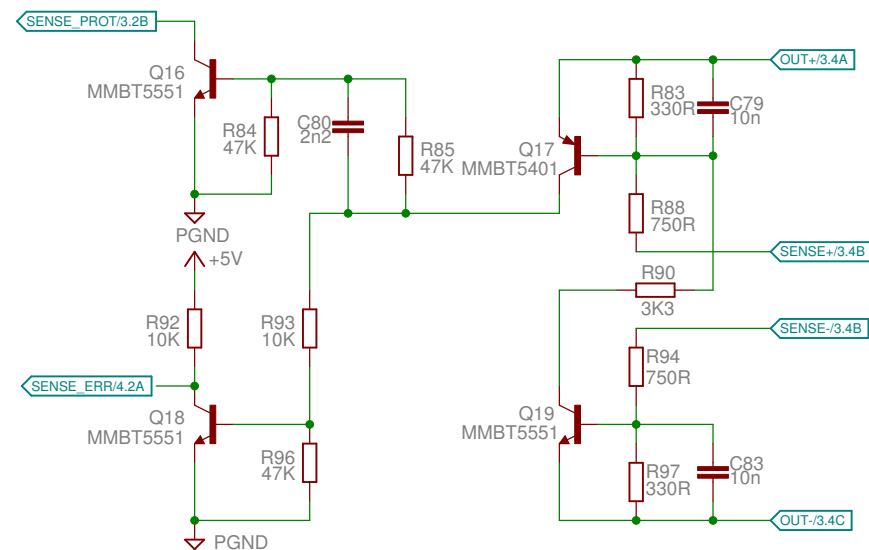 SENSE_PROT/3.2B
OUT+/3.4A
Q16
MMBT5551
R84
47K
C80
2n2
R85
47K
Q17
MMBT5401
R83
330R
C79
10n
R88
750R
SENSE+/3.4B
PGND
+5V
R90
3K3
R92
10K
R93
10K
SENSE-/3.4B
R94
750R
SENSE_ERR/4.2A
Q18
MMBT5551
Q19
MMBT5551
R96
47K
R97
330R
C83
10n
OUT-/3.4C
PGND